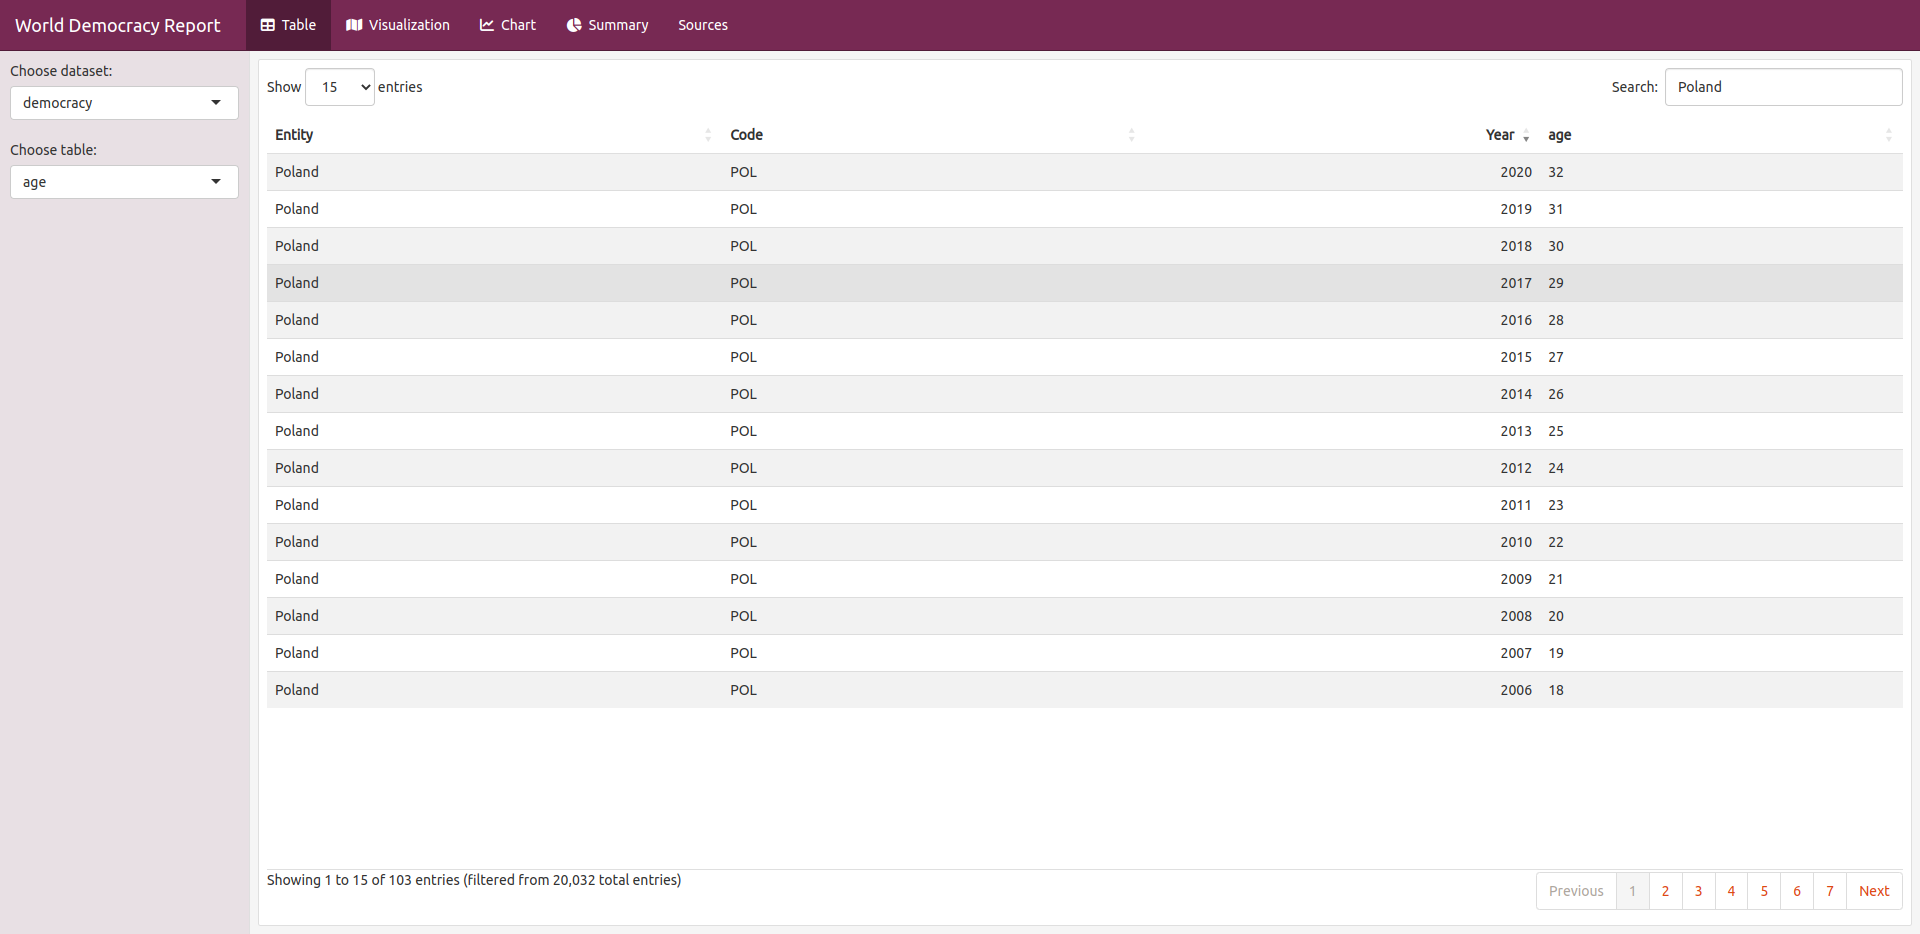 World Democracy Report Table Visualization Chart Summary Sources
Choose dataset:
democracy
Choose table:
age
Show 15 entries Search: Poland
Entity Code Year age
Poland POL 2020 32
Poland POL 2019 31
Poland POL 2018 30
Poland POL 2017 29
Poland POL 2016 28
Poland POL 2015 27
Poland POL 2014 26
Poland POL 2013 25
Poland POL 2012 24
Poland POL 2011 23
Poland POL 2010 22
Poland POL 2009 21
Poland POL 2008 20
Poland POL 2007 19
Poland POL 2006 18
Showing 1 to 15 of 103 entries (filtered from 20,032 total entries)
Previous 1 2 3 4 5 6 7 Next